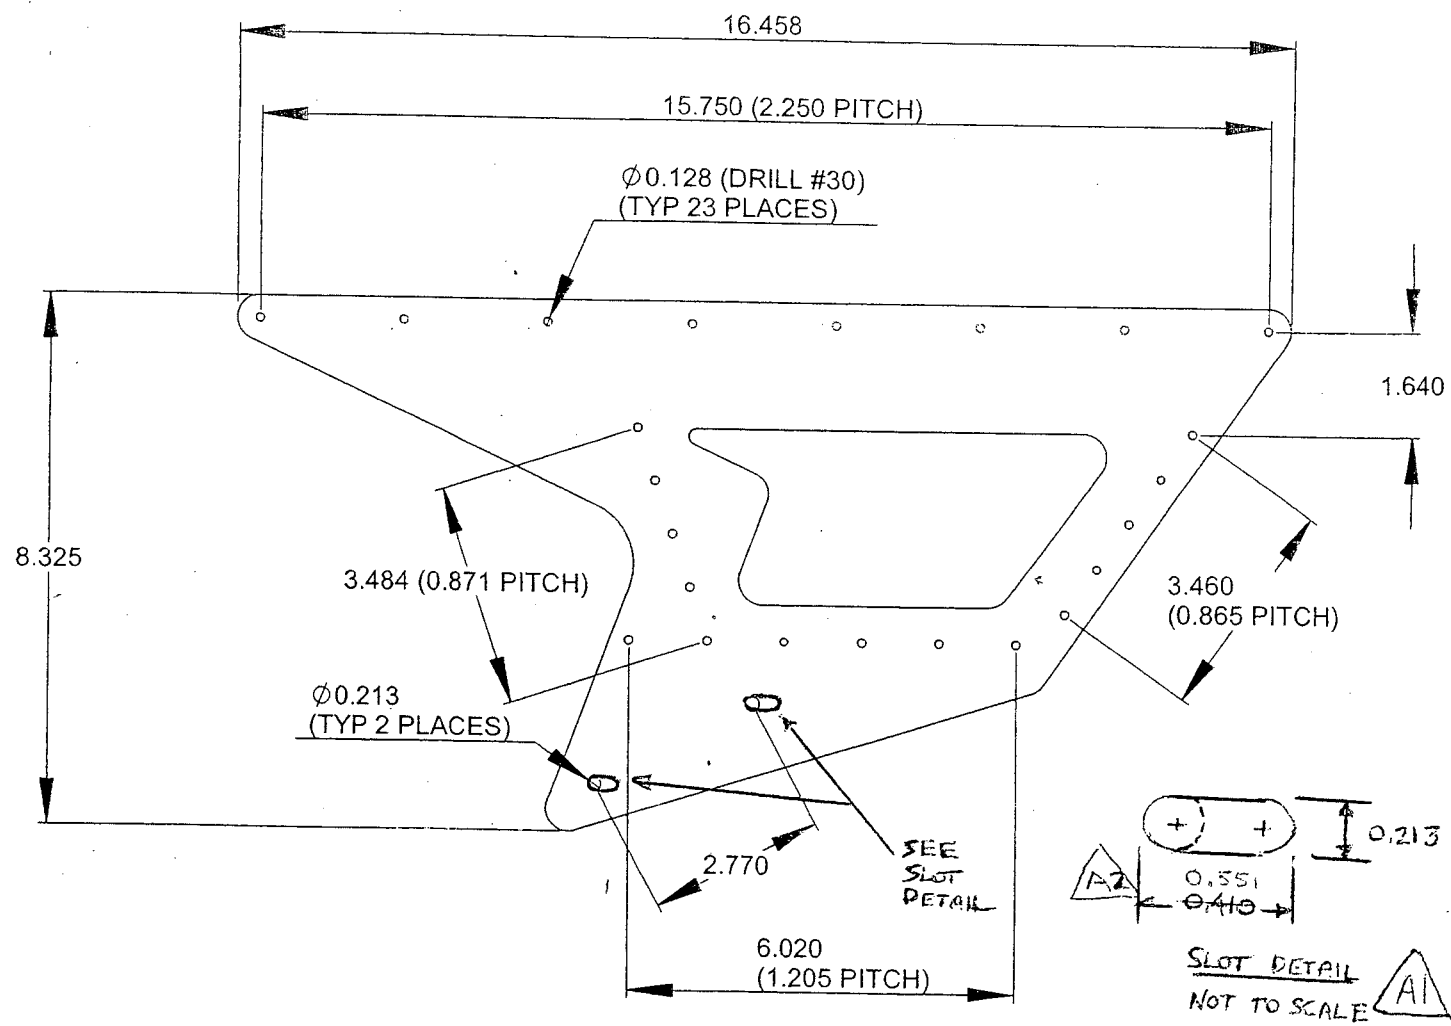 16.458
15.750 (2.250 PITCH)
Ø0.128 (DRILL #30)
(TYP 23 PLACES)
1.640
8.325
3.484 (0.871 PITCH)
3.460
(0.865 PITCH)
Ø0.213
(TYP 2 PLACES)
2.770
SEE
SLOT
DETAIL
0.213
A2
0.551
0.410
6.020
(1.205 PITCH)
SLOT DETAIL
NOT TO SCALE
A1